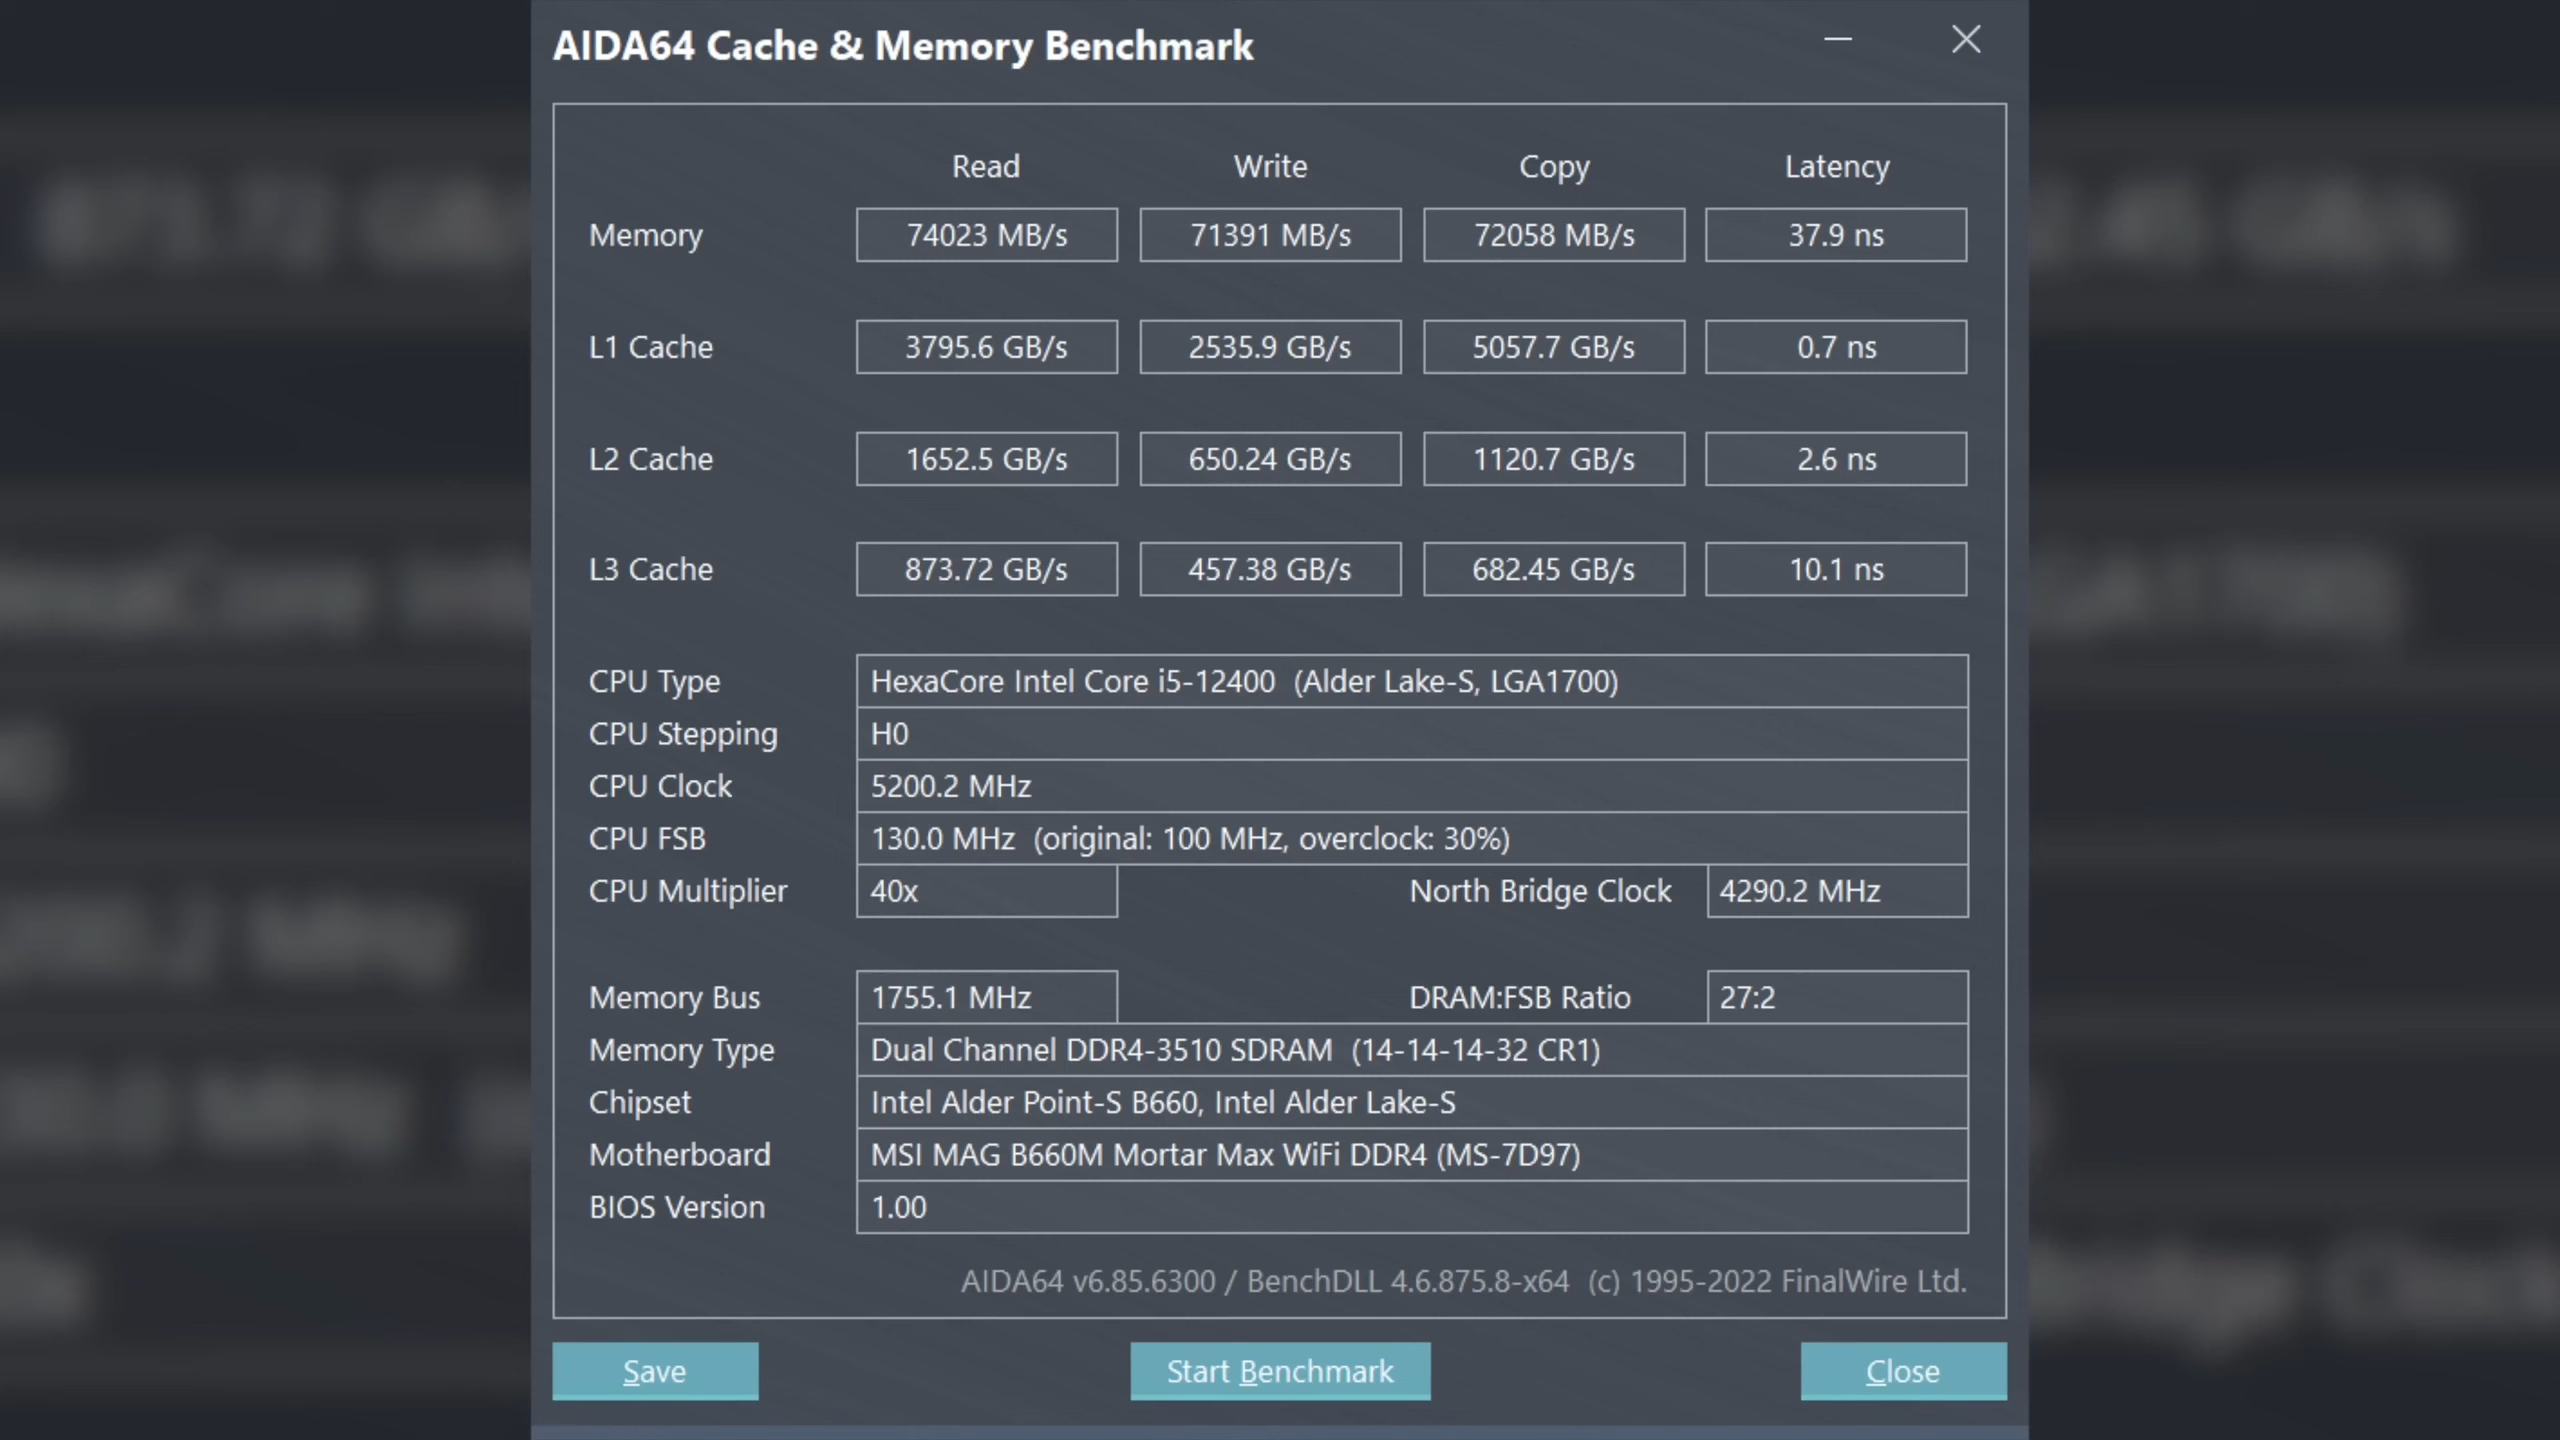 AIDA64 Cache & Memory Benchmark
Read Write Copy Latency
Memory 74023 MB/s 71391 MB/s 72058 MB/s 37.9 ns
L1 Cache 3795.6 GB/s 2535.9 GB/s 5057.7 GB/s 0.7 ns
L2 Cache 1652.5 GB/s 650.24 GB/s 1120.7 GB/s 2.6 ns
L3 Cache 873.72 GB/s 457.38 GB/s 682.45 GB/s 10.1 ns
CPU Type HexaCore Intel Core i5-12400 (Alder Lake-S, LGA1700)
CPU Stepping H0
CPU Clock 5200.2 MHz
CPU FSB 130.0 MHz (original: 100 MHz, overclock: 30%)
CPU Multiplier 40x North Bridge Clock 4290.2 MHz
Memory Bus 1755.1 MHz DRAM:FSB Ratio 27:2
Memory Type Dual Channel DDR4-3510 SDRAM (14-14-14-32 CR1)
Chipset Intel Alder Point-S B660, Intel Alder Lake-S
Motherboard MSI MAG B660M Mortar Max WiFi DDR4 (MS-7D97)
BIOS Version 1.00
AIDA64 v6.85.6300 / BenchDLL 4.6.875.8-x64 (c) 1995-2022 FinalWire Ltd.
Save Start Benchmark Close